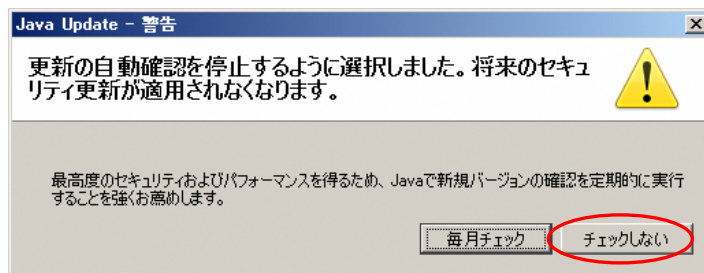 Java Update - 警告
更新の自動確認を停止するように選択しました。将来のセキュ
リティ更新が適用されなくなります。
最高度のセキュリティおよびパフォーマンスを得るため、Javaで新規バージョンの確認を定期的に実行
することを強くお薦めします。
毎月チェック チェックしない